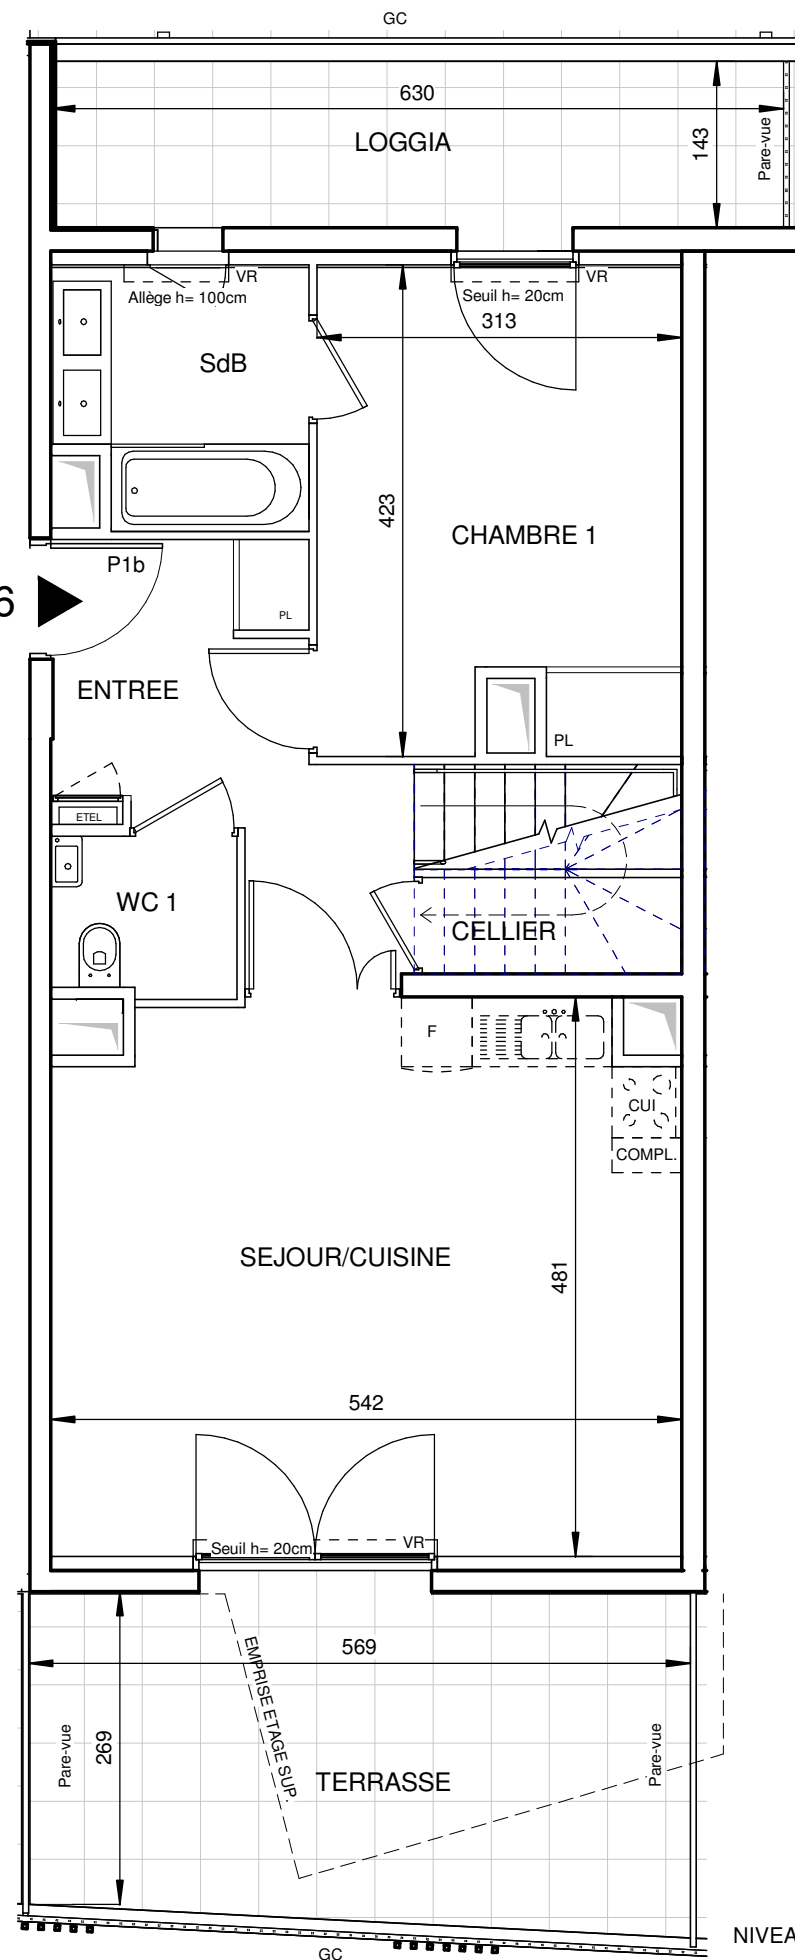 GC
630
LOGGIA
143
Pare-vue
VR
VR
Allège h= 100cm
Seuil h= 20cm
313
SdB
423
CHAMBRE 1
P1b
6
PL
ENTREE
PL
ETEL
WC 1
CELLIER
F
CUI
COMPL.
SEJOUR/CUISINE
481
542
Seuil h= 20cm
VR
569
EMPRISE ETAGE SUP.
Pare-vue
269
Pare-vue
TERRASSE
NIVEA
GC